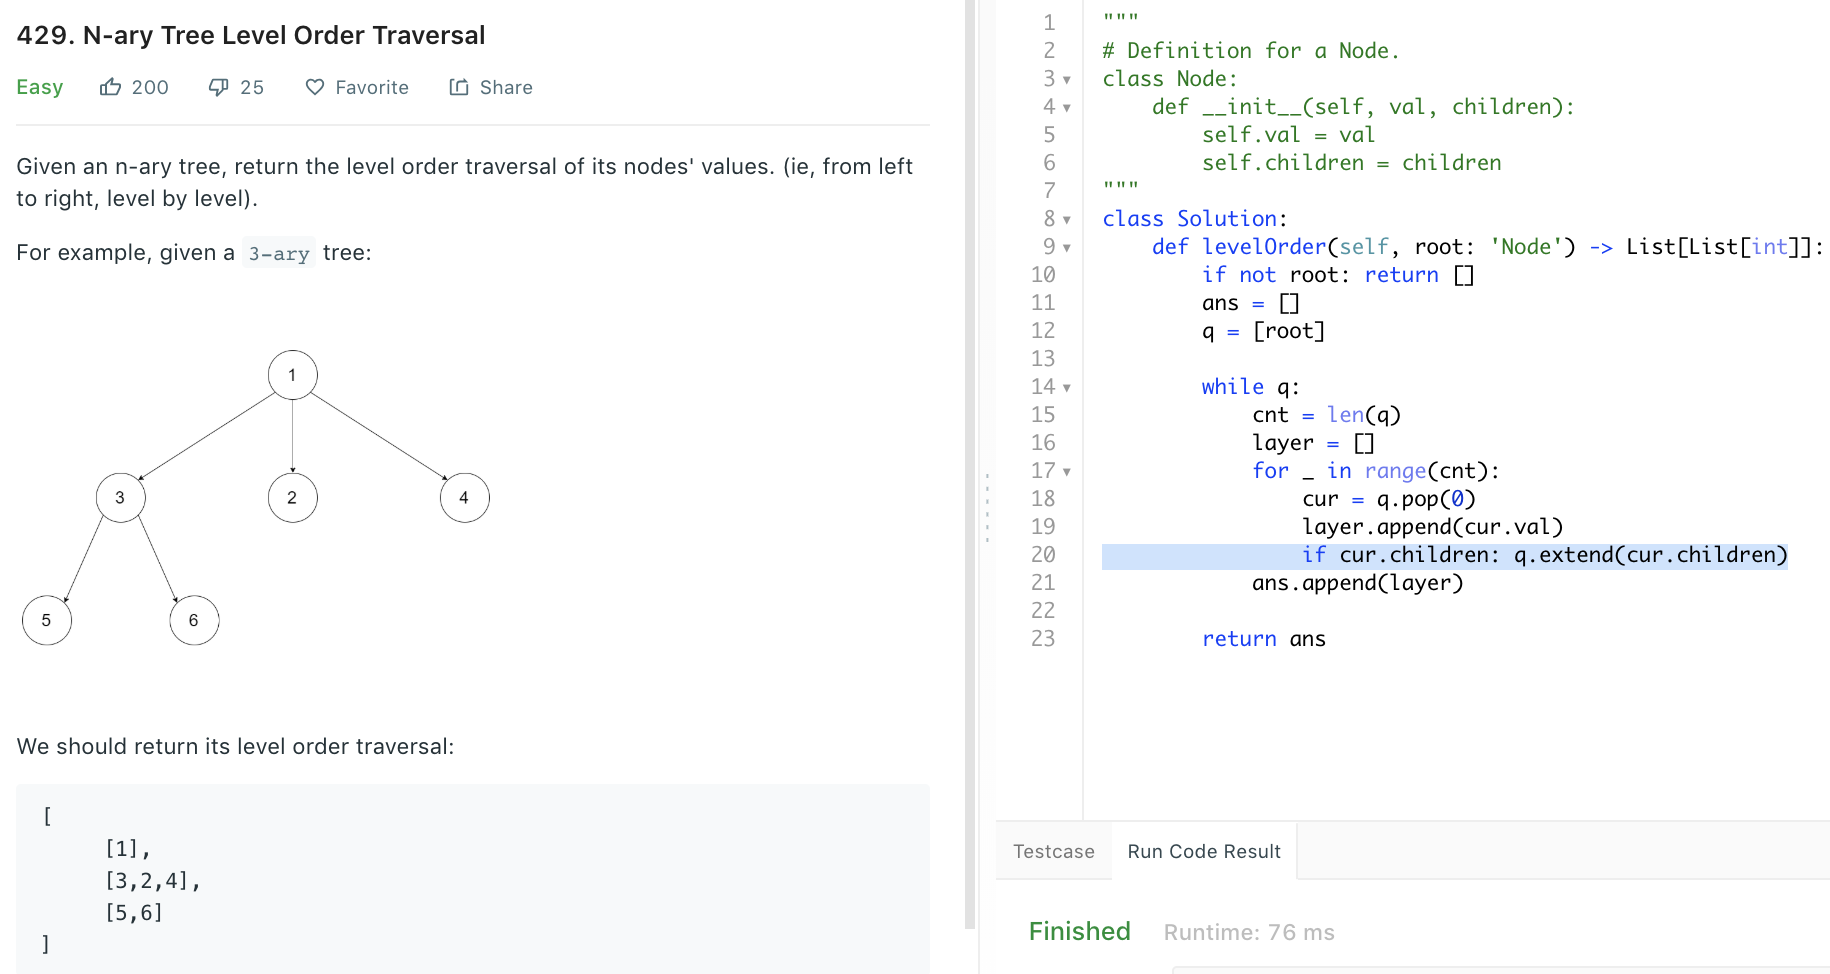 429. N-ary Tree Level Order Traversal
Easy 200 25 Favorite Share
Given an n-ary tree, return the level order traversal of its nodes' values. (ie, from left
to right, level by level).
For example, given a 3-ary tree:
1
3 2 4
5 6
We should return its level order traversal:
[
     [1],
     [3,2,4],
     [5,6]
]
1 """
2 # Definition for a Node.
3 class Node:
4     def __init__(self, val, children):
5         self.val = val
6         self.children = children
7 """
8 class Solution:
9     def levelOrder(self, root: 'Node') -> List[List[int]]:
10         if not root: return []
11         ans = []
12         q = [root]
13
14         while q:
15             cnt = len(q)
16             layer = []
17             for _ in range(cnt):
18                 cur = q.pop(0)
19                 layer.append(cur.val)
20                 if cur.children: q.extend(cur.children)
21             ans.append(layer)
22
23         return ans
Testcase Run Code Result
Finished Runtime: 76 ms